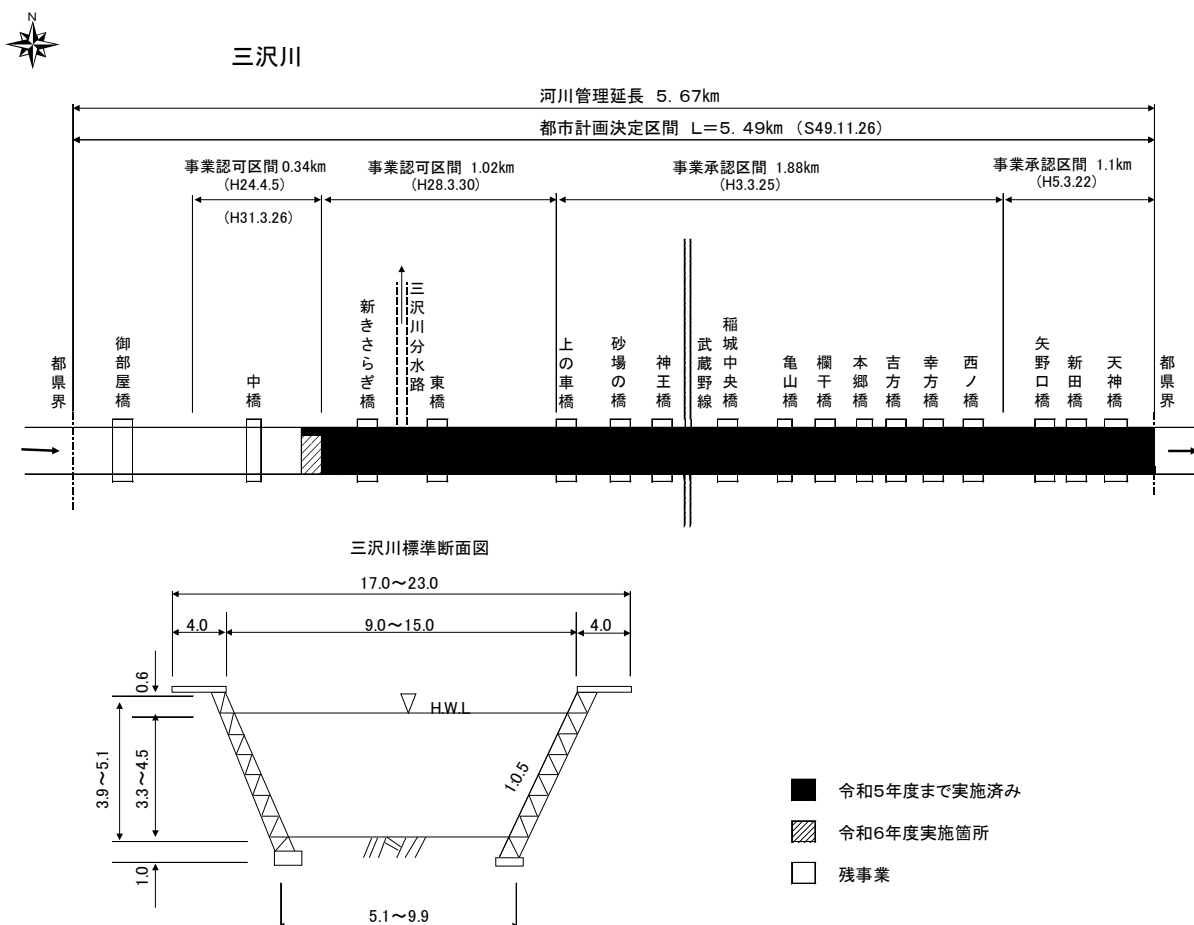 N
三沢川
河川管理延長 5.67km
都市計画決定区間 L=5.49km (S49.11.26)
事業認可区間 0.34km
(H24.4.5)
(H31.3.26)
事業認可区間 1.02km
(H28.3.30)
事業承認区間 1.88km
(H3.3.25)
事業承認区間 1.1km
(H5.3.22)
都県界
御部屋橋
中橋
新きさらぎ橋
三沢川分水路
東橋
上の車橋
砂場の橋
神王橋
武蔵野線
稲城中央橋
亀山橋
欄干橋
本郷橋
吉方橋
幸方橋
西ノ橋
矢野口橋
新田橋
天神橋
都県界
三沢川標準断面図
17.0～23.0
4.0
9.0～15.0
4.0
0.6
H.W.L
3.9～5.1
3.3～4.5
1:0.5
1.0
5.1～9.9
令和5年度まで実施済み
令和6年度実施箇所
残事業